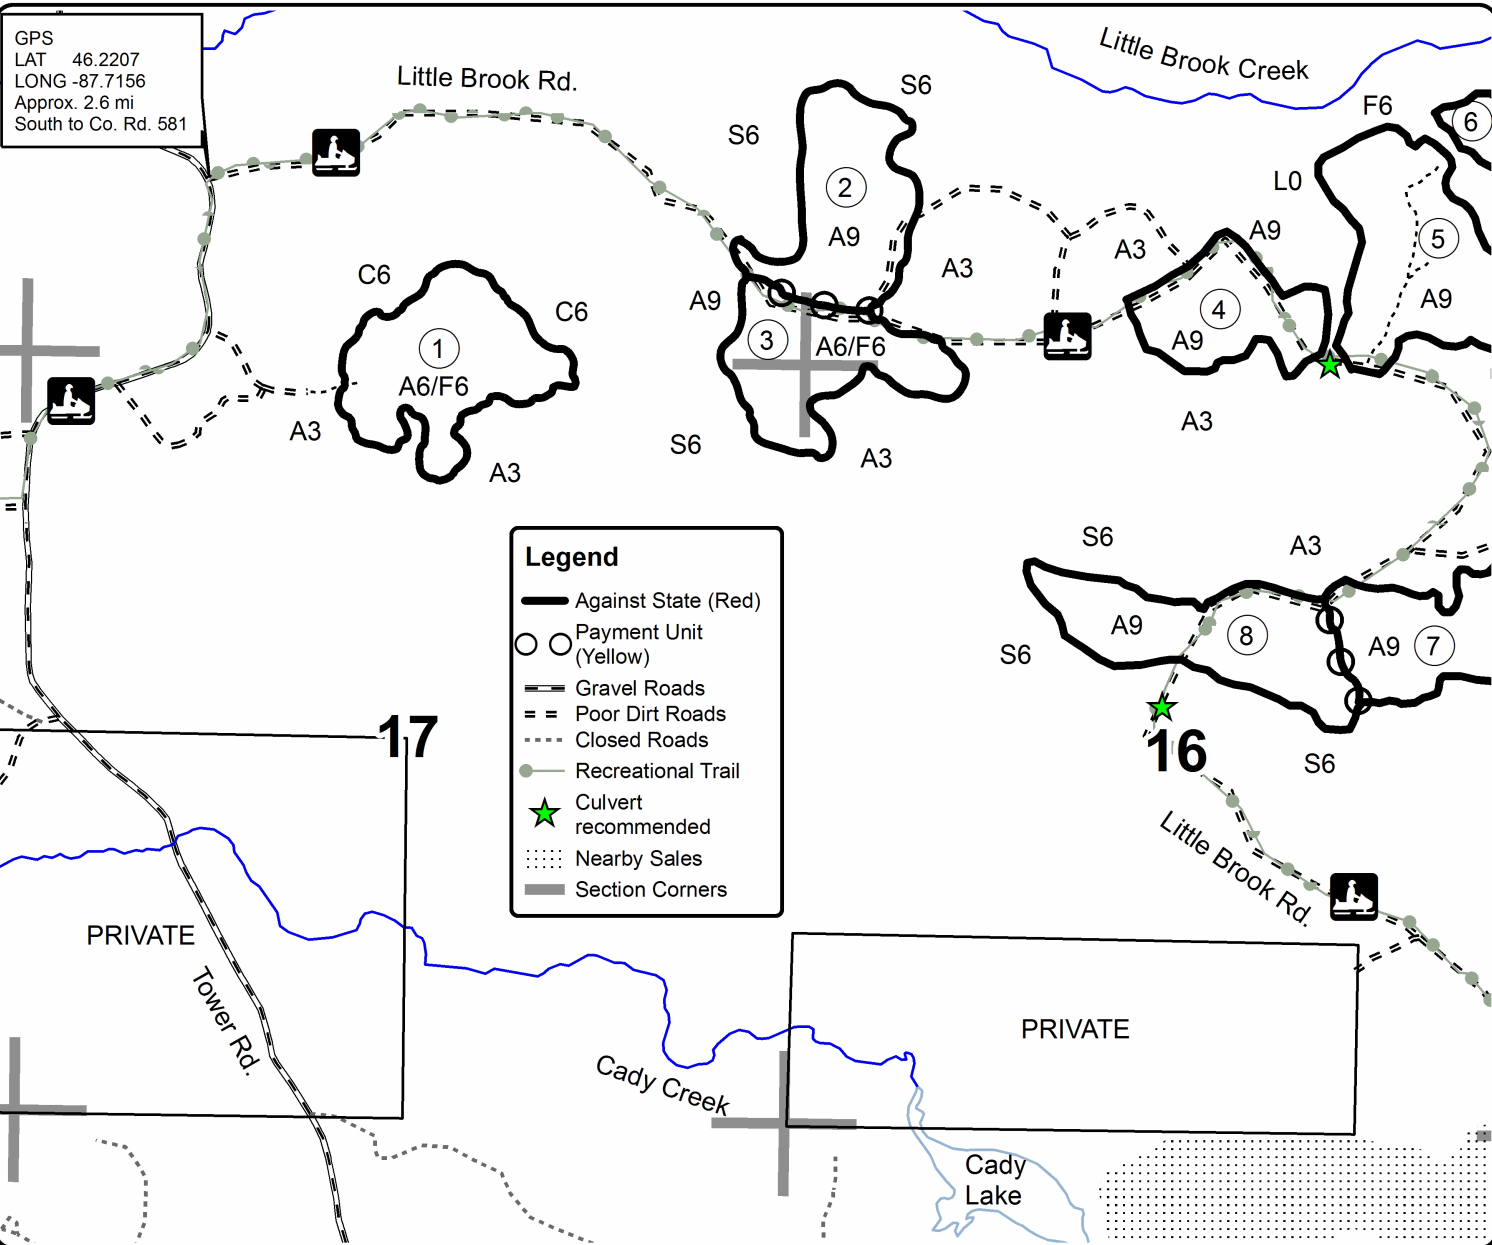 GPS
LAT 46.2207
LONG -87.7156
Approx. 2.6 mi
South to Co. Rd. 581
Little Brook Rd.
Little Brook Creek
S6
F6
6
S6
2
L0
A9
A9
5
A3
A3
C6
A9
A9
C6
4
3
A9
1
A6/F6
A6/F6
A3
A3
S6
A3
A3
S6
A3
Legend
Against State (Red)
Payment Unit
(Yellow)
Gravel Roads
Poor Dirt Roads
Closed Roads
Recreational Trail
Culvert
recommended
Nearby Sales
Section Corners
A9
8
A9
7
S6
17
16
S6
Little Brook Rd.
PRIVATE
Tower Rd.
PRIVATE
Cady Creek
Cady
Lake